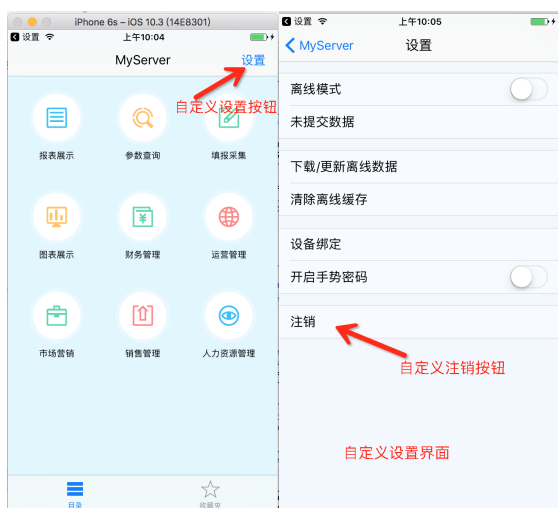 iPhone 6s – iOS 10.3 (14E8301)
设置 上午10:04
MyServer 设置
自定义设置按钮
报表展示 参数查询 填报采集
图表展示 财务管理 运营管理
市场营销 销售管理 人力资源管理
目录 收藏夹
设置 上午10:05
MyServer 设置
离线模式
未提交数据
下载/更新离线数据
清除离线缓存
设备绑定
开启手势密码
注销
自定义注销按钮
自定义设置界面